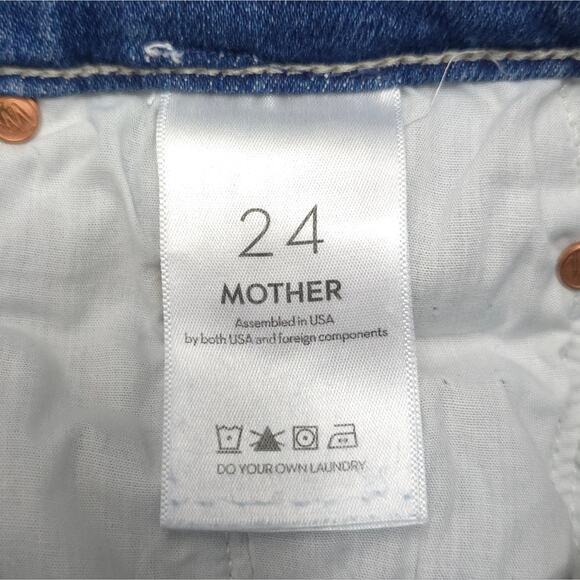 24
MOTHER
Assembled in USA
by both USA and foreign components
DO YOUR OWN LAUNDRY